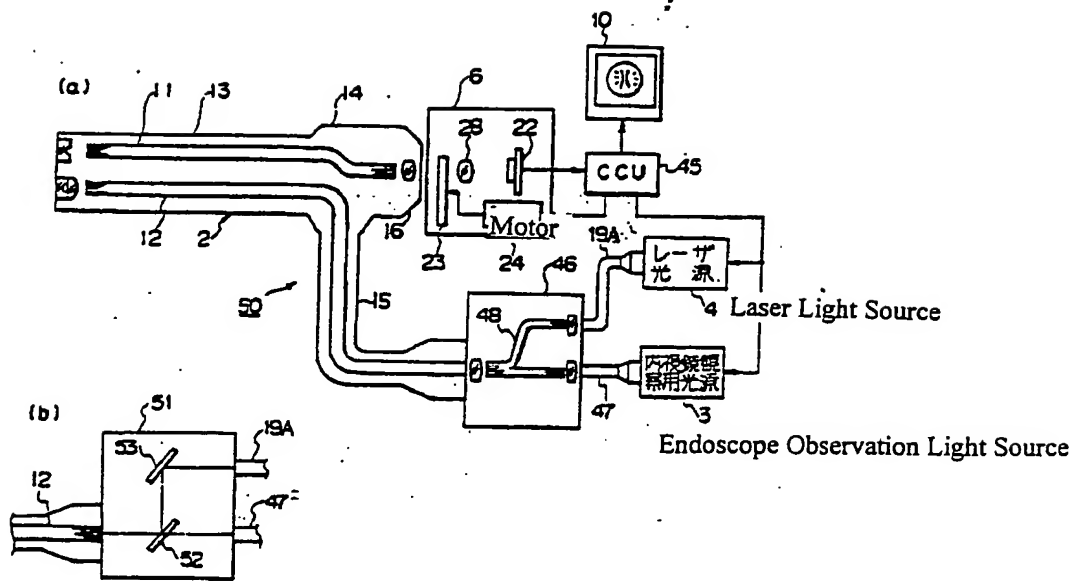 10
(a)
11
13
14
6
28
22
CCU
45
12
2
16
23
Motor
24
19A
レーザ
光源
4
Laser Light Source
46
48
15
50
内視鏡観
察用光源
3
47
Endoscope Observation Light Source
(b)
51
53
19A
12
47
52